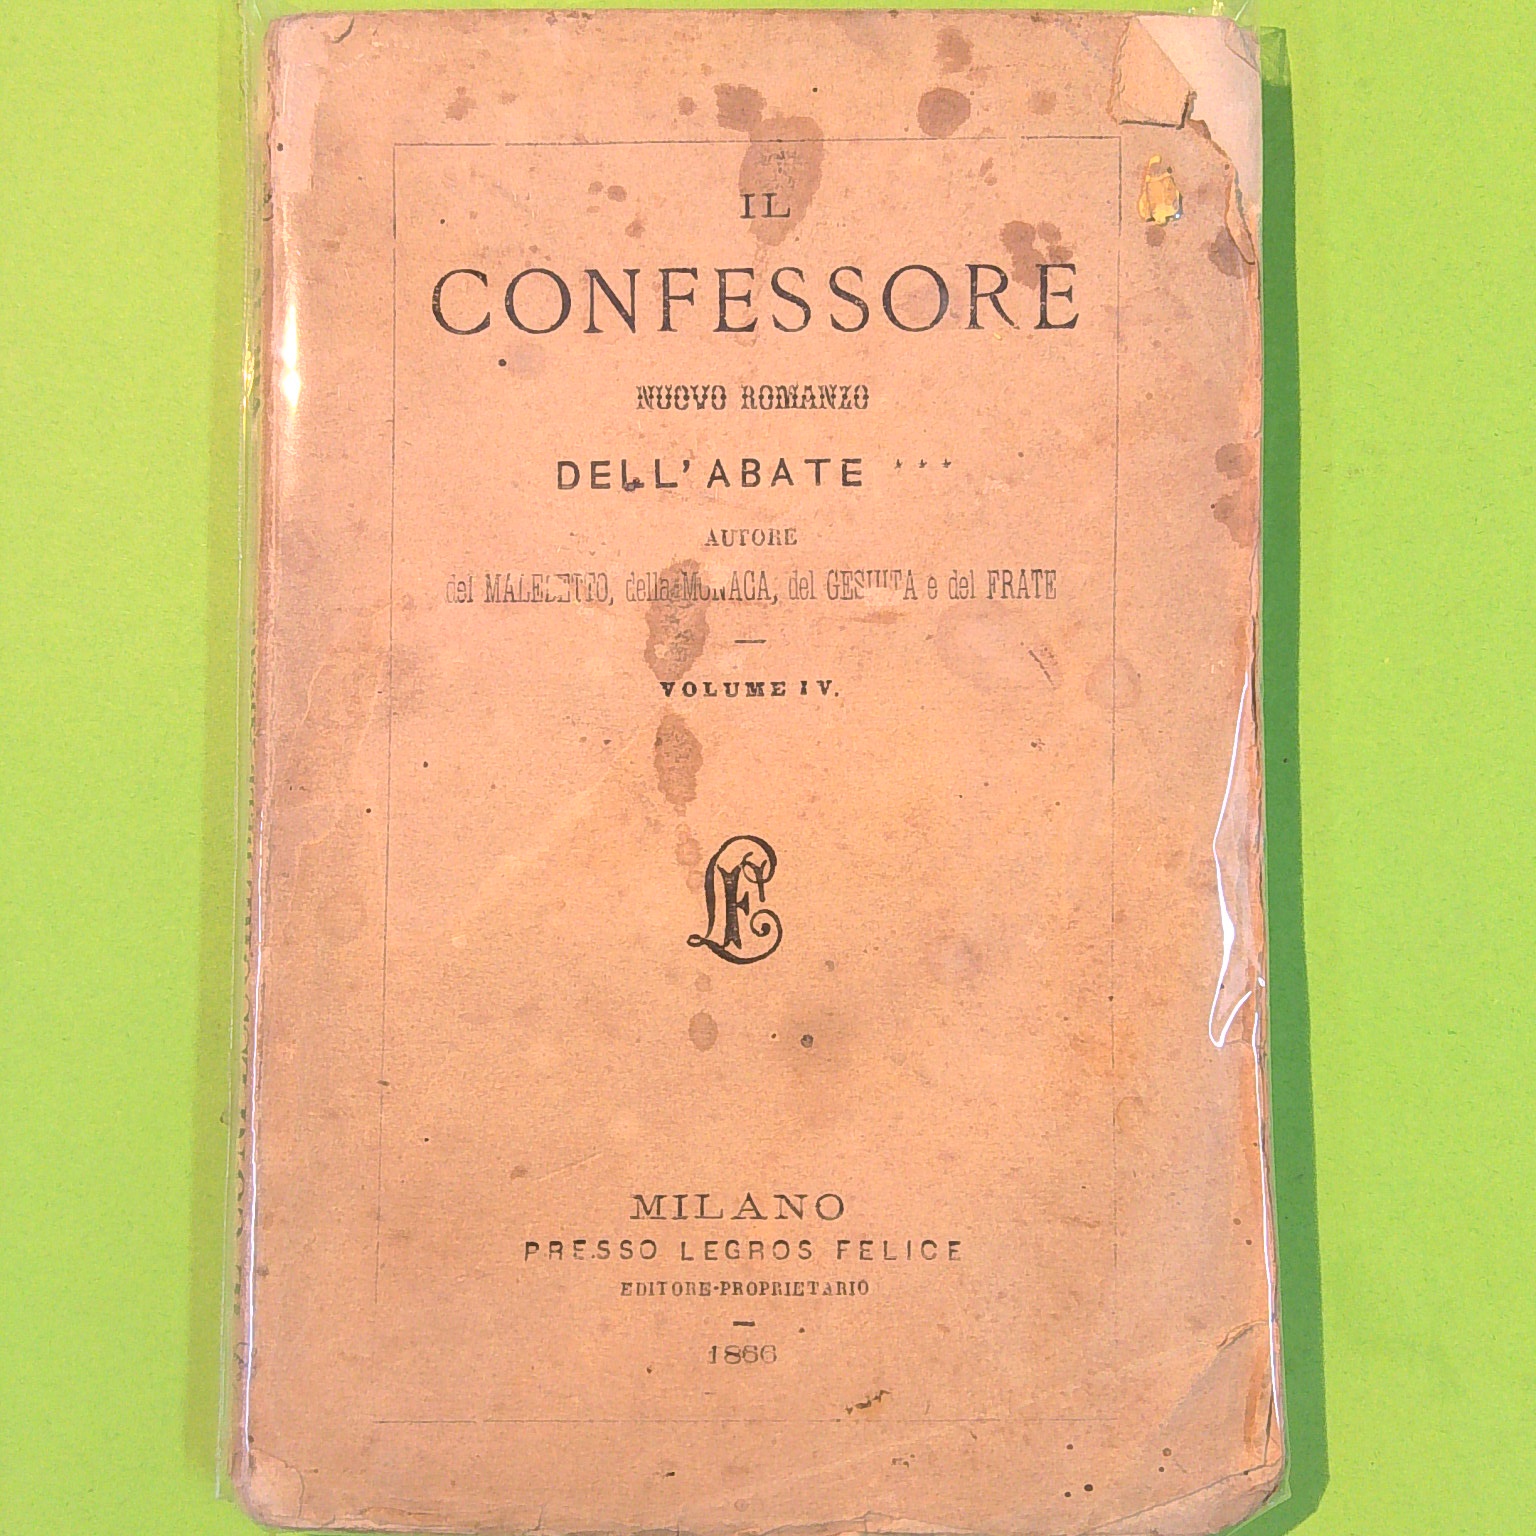 IL
CONFESSORE
NUOVO ROMANZO
DELL'ABATE ***
AUTORE
del MALEDETTO, della MONACA, del GESUITA e del FRATE
VOLUME IV.
LF
MILANO
PRESSO LEGROS FELICE
EDITORE-PROPRIETARIO
1866